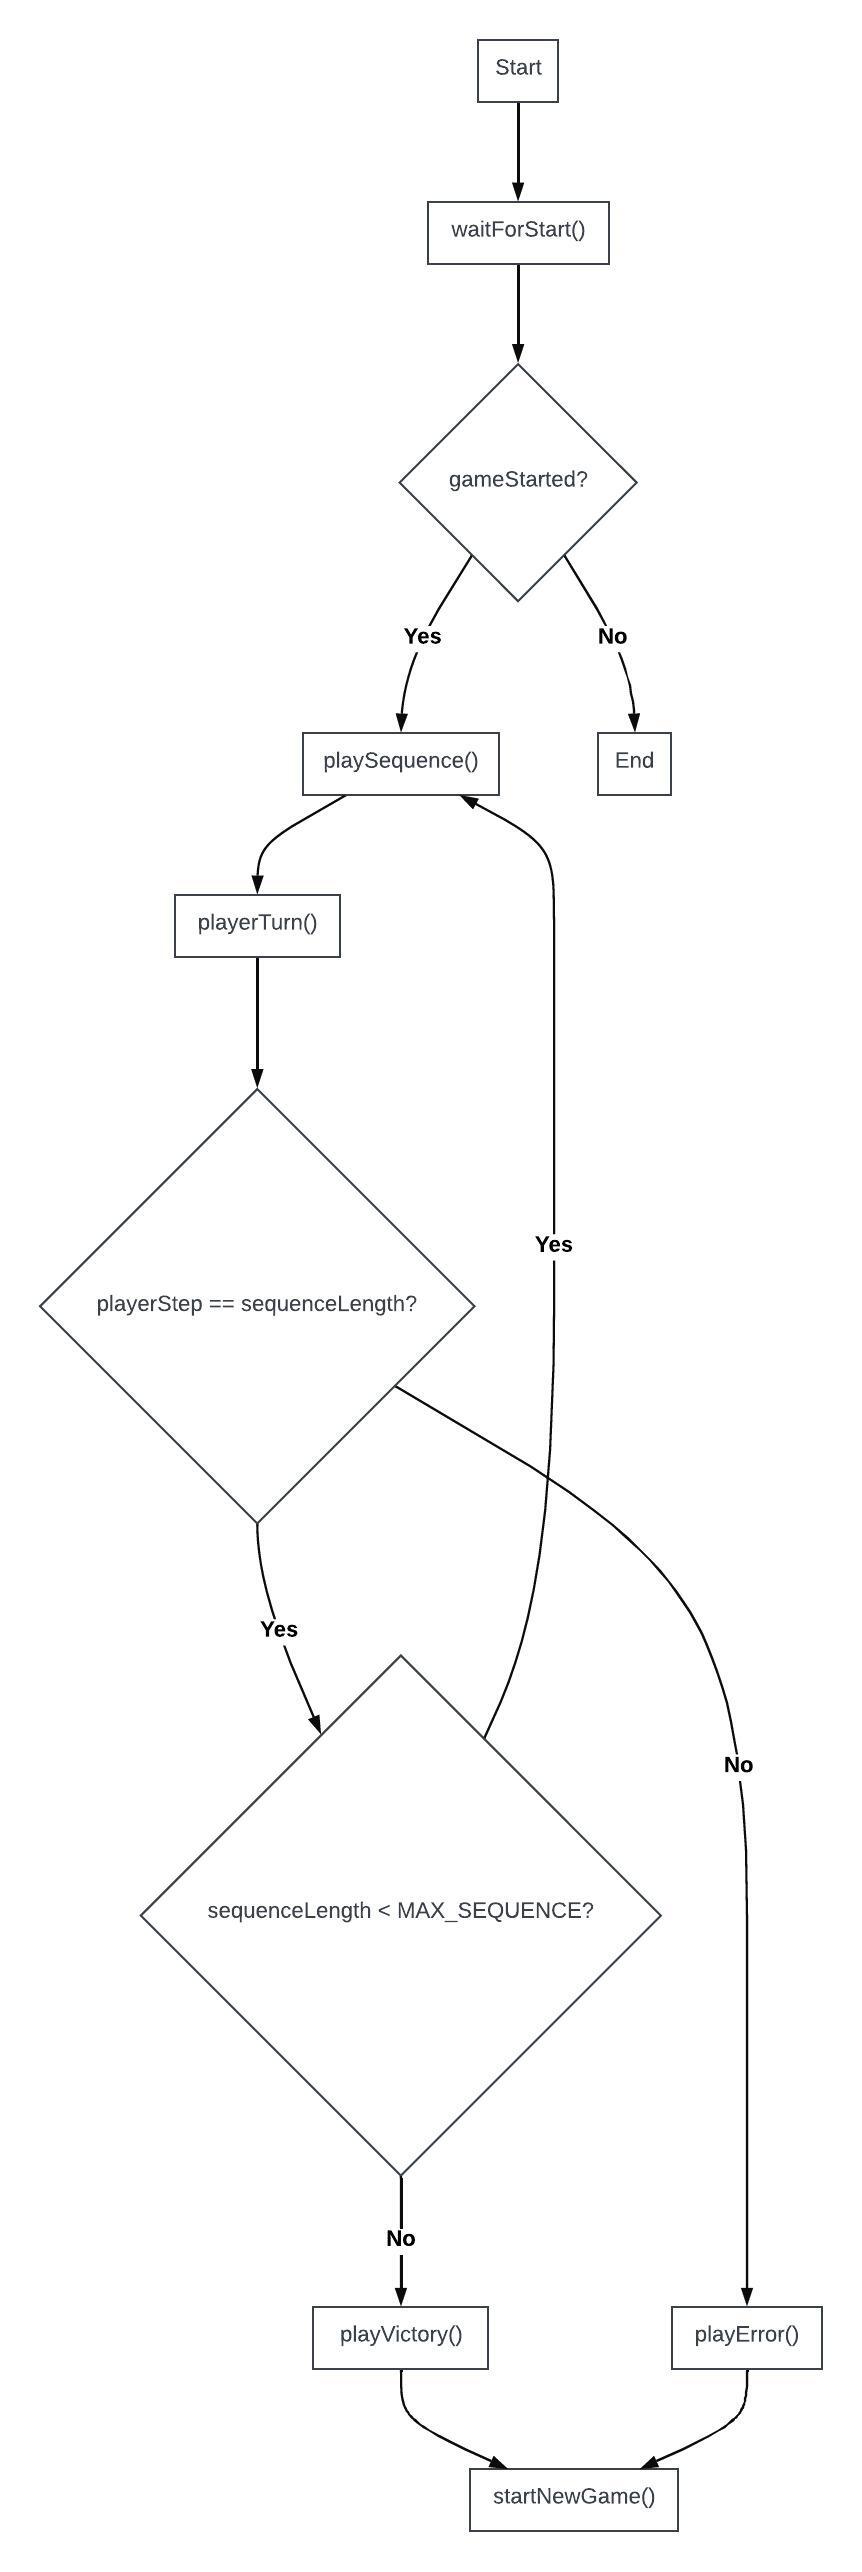 Start
waitForStart()
gameStarted?
Yes
No
playSequence()
End
playerTurn()
Yes
playerStep == sequenceLength?
Yes
No
sequenceLength < MAX_SEQUENCE?
No
playVictory()
playError()
startNewGame()